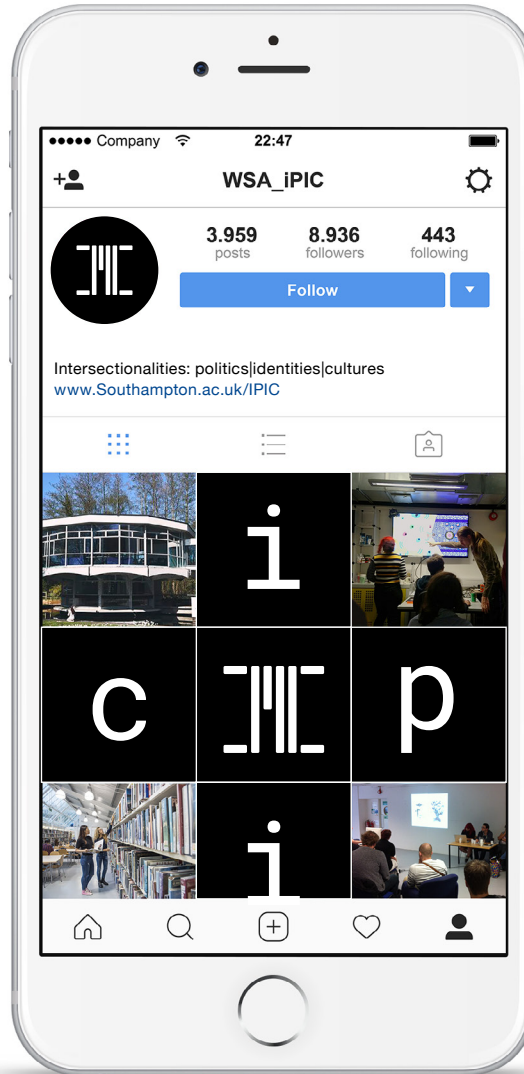 Company 22:47
WSA_iPIC
3.959 8.936 443
posts followers following
Follow
Intersectionalities: politics|identities|cultures
www.Southampton.ac.uk/IPIC
i
c p
i